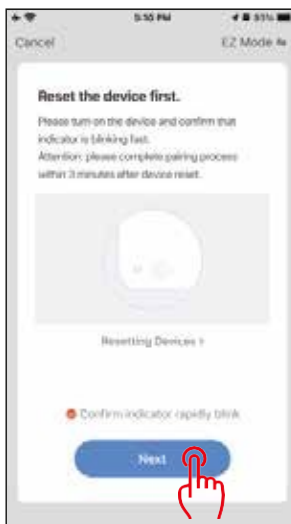 5:55 PM 51%
Cancel EZ Mode
Reset the device first.
Please turn on the device and confirm that
indicator is blinking fast.
Attention: please complete pairing process
within 3 minutes after device reset.
Resetting Devices >
Confirm indicator rapidly blink
Next